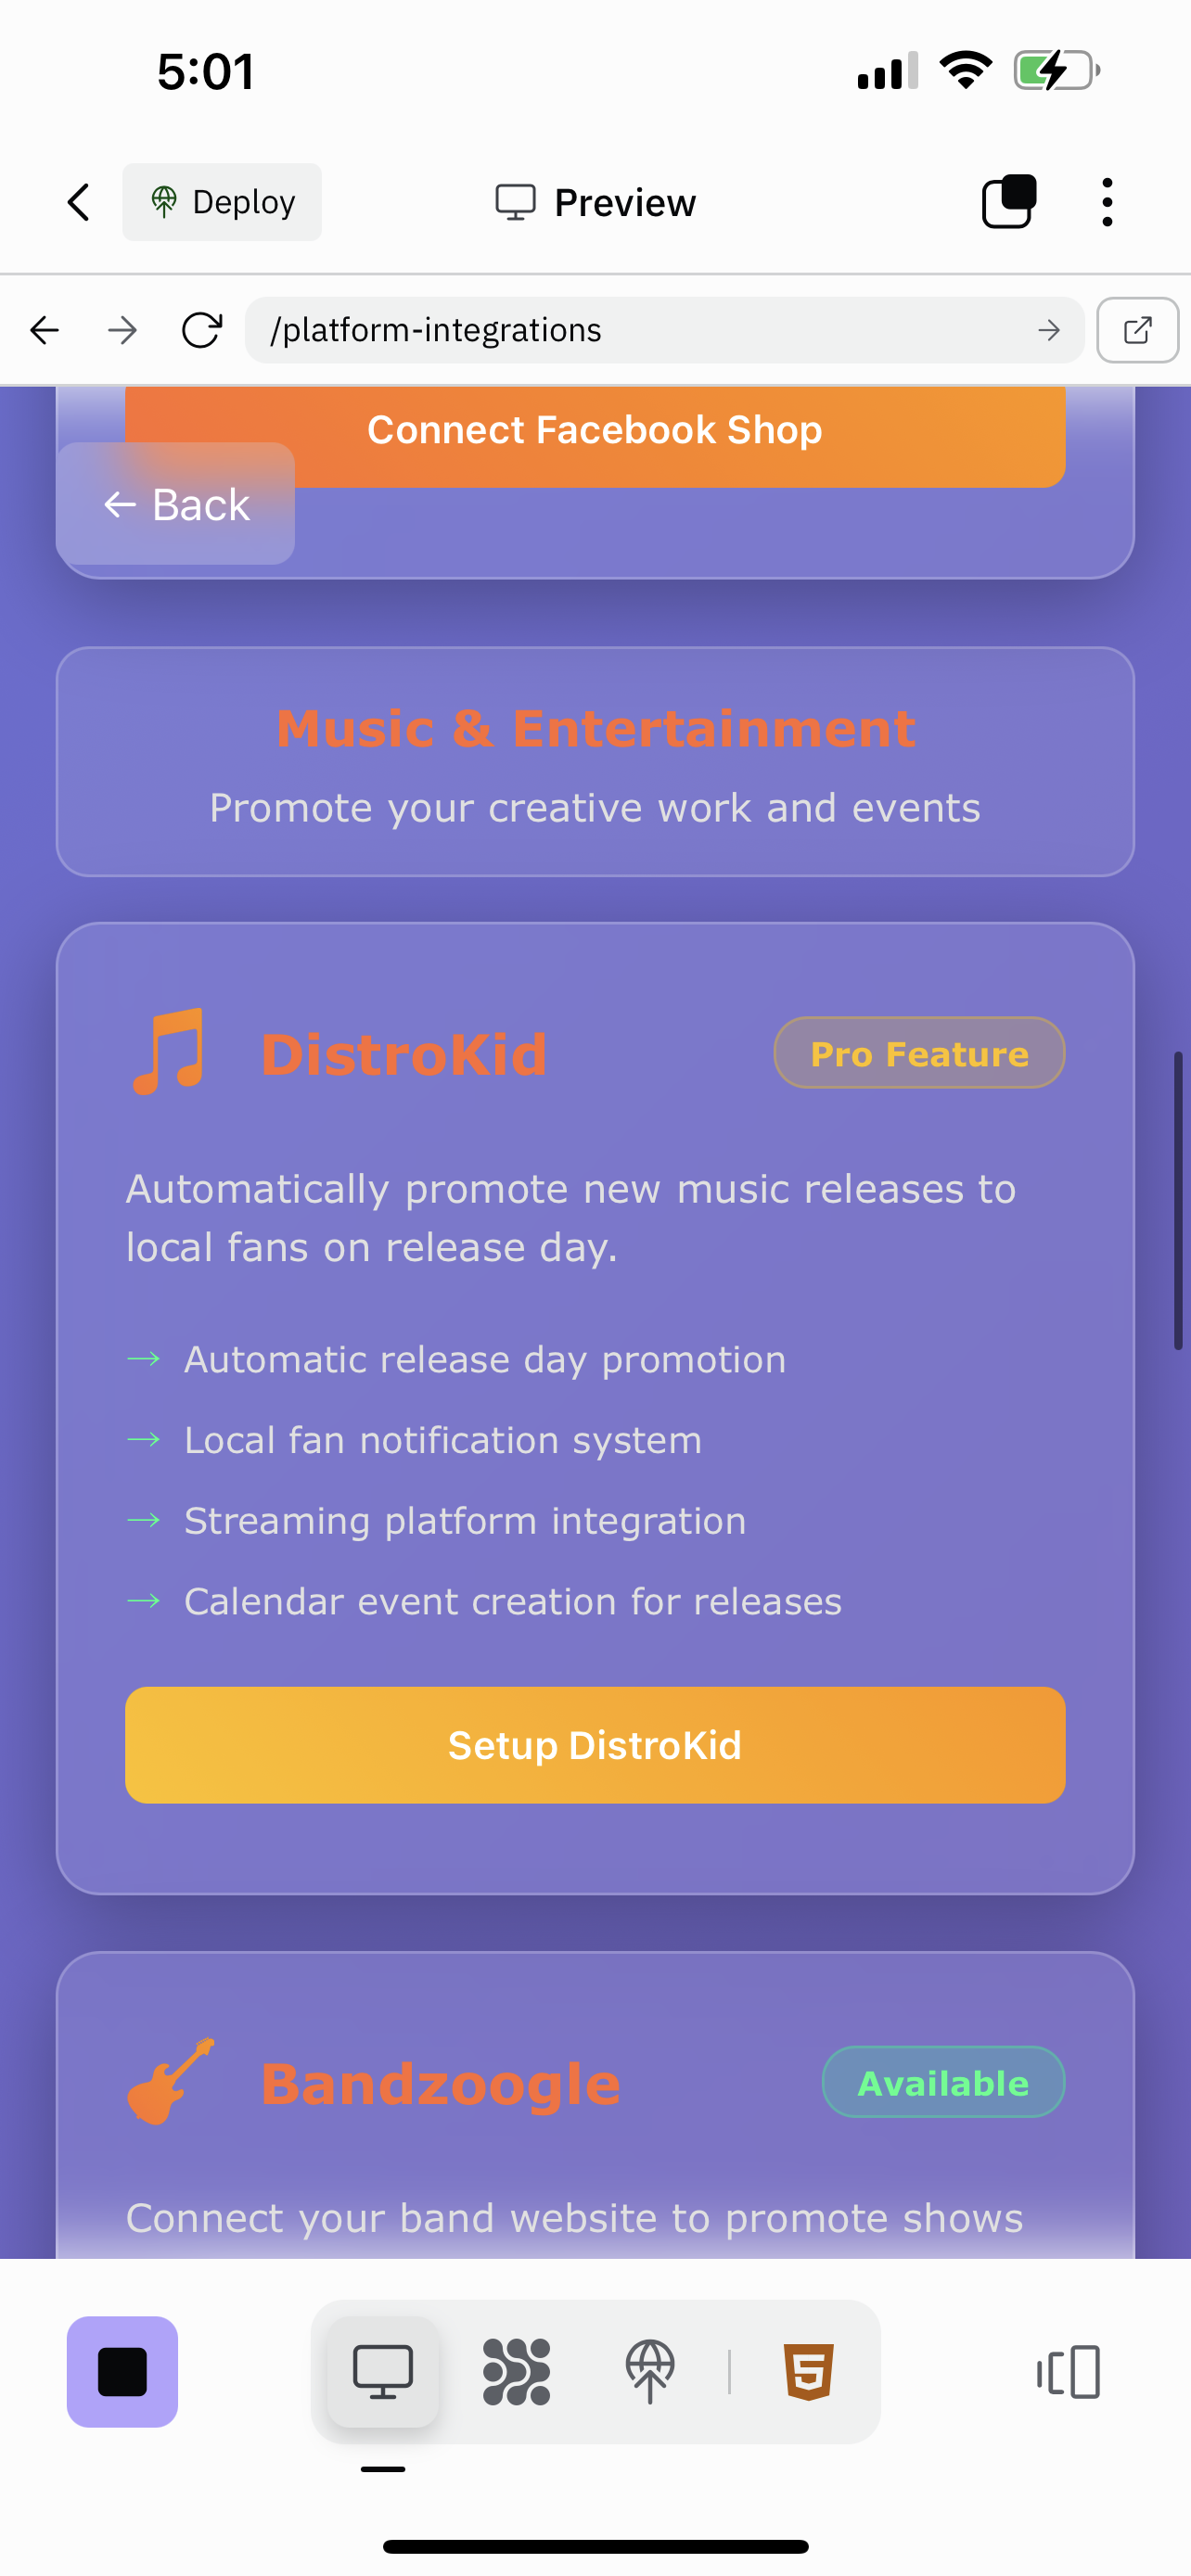 5:01
Deploy
Preview
/platform-integrations
Connect Facebook Shop
← Back
Music & Entertainment
Promote your creative work and events
DistroKid
Pro Feature
Automatically promote new music releases to
local fans on release day.
→ Automatic release day promotion
→ Local fan notification system
→ Streaming platform integration
→ Calendar event creation for releases
Setup DistroKid
Bandzoogle
Available
Connect your band website to promote shows